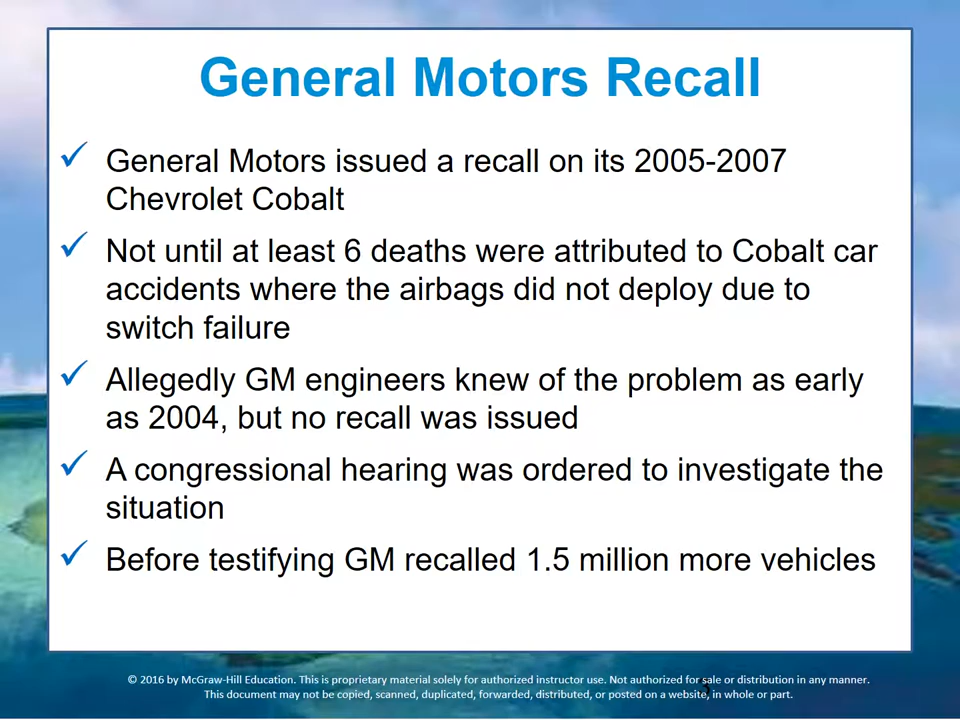 General Motors Recall
✓ General Motors issued a recall on its 2005-2007
Chevrolet Cobalt
✓ Not until at least 6 deaths were attributed to Cobalt car
accidents where the airbags did not deploy due to
switch failure
✓ Allegedly GM engineers knew of the problem as early
as 2004, but no recall was issued
✓ A congressional hearing was ordered to investigate the
situation
✓ Before testifying GM recalled 1.5 million more vehicles
© 2016 by McGraw-Hill Education. This is proprietary material solely for authorized instructor use. Not authorized for sale or distribution in any manner.
This document may not be copied, scanned, duplicated, forwarded, distributed, or posted on a website, in whole or part.
5